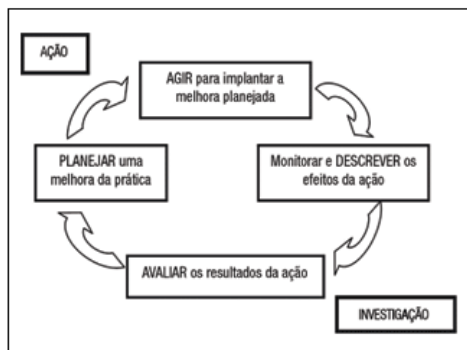 AÇÃO
AGIR para implantar a
melhora planejada
PLANEJAR uma
melhora da prática
Monitorar e DESCREVER os
efeitos da ação
AVALIAR os resultados da ação
INVESTIGAÇÃO